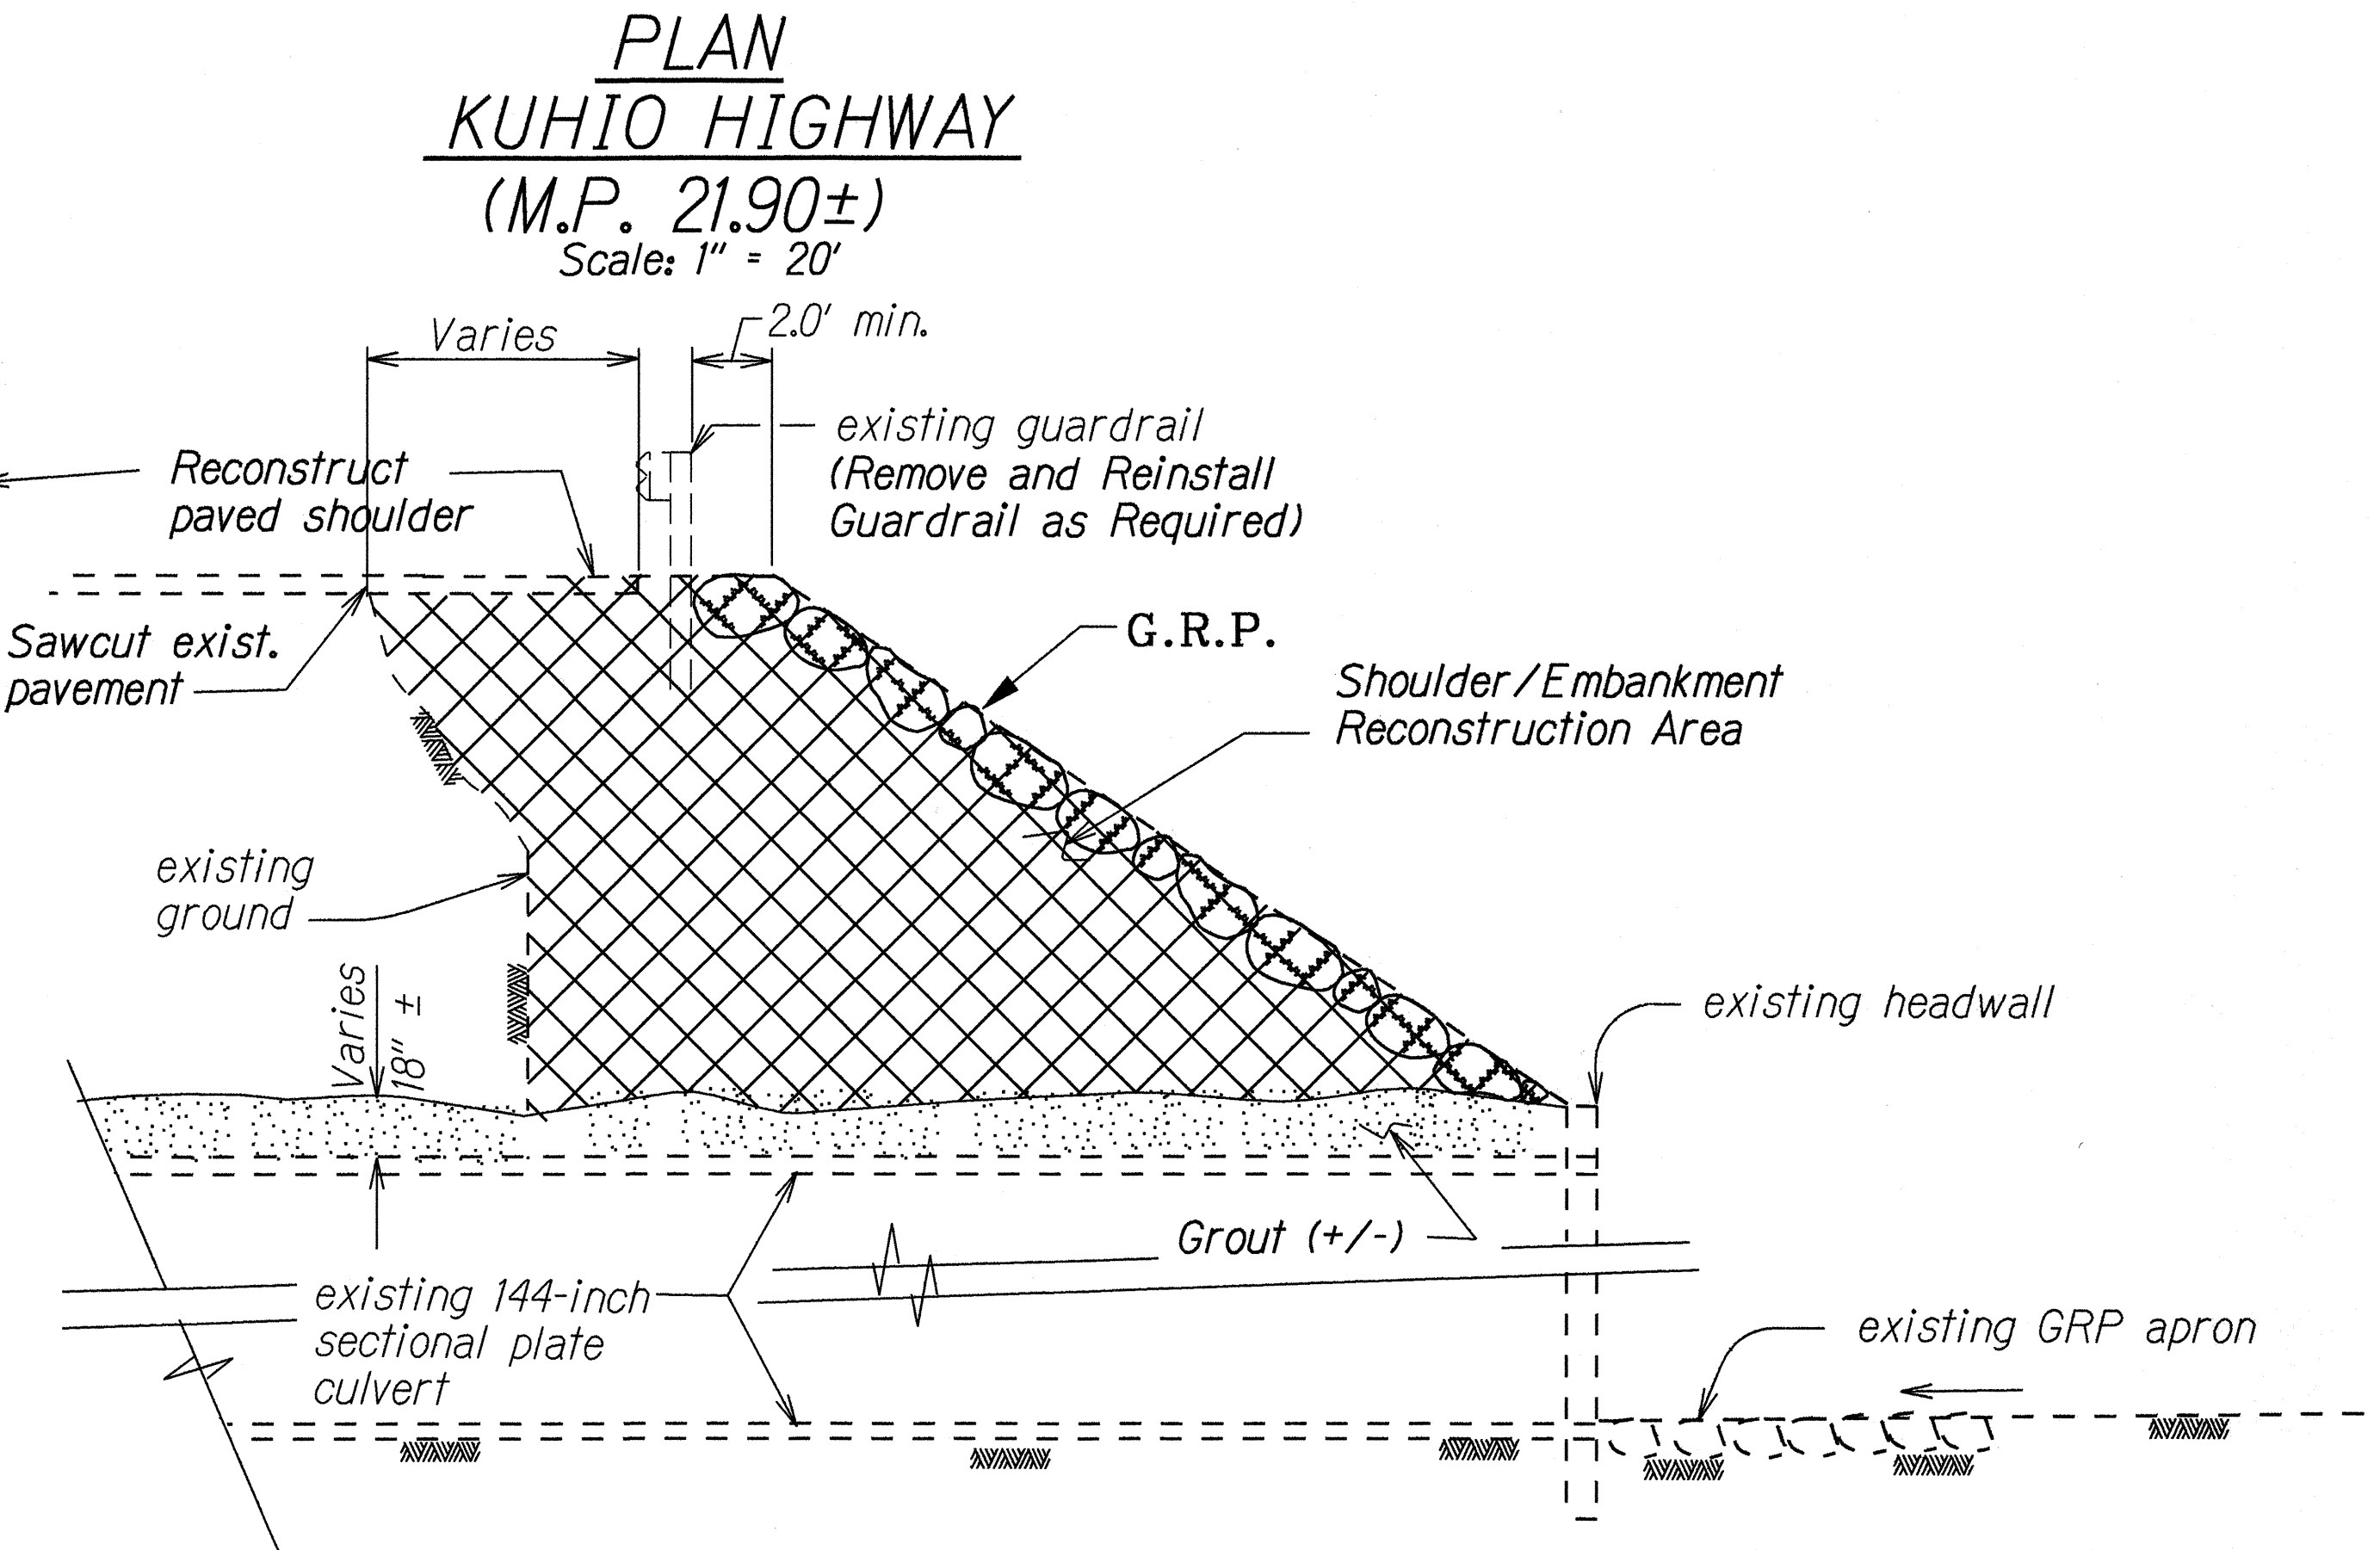 PLAN
KUHIO HIGHWAY
(M.P. 21.90±)
Scale: 1" = 20'
Varies
2.0' min.
existing guardrail
(Remove and Reinstall
Guardrail as Required)
Reconstruct
paved shoulder
Sawcut exist.
pavement
G.R.P.
Shoulder/Embankment
Reconstruction Area
existing
ground
Varies
18" ±
existing headwall
Grout (+/-)
existing 144-inch
sectional plate
culvert
existing GRP apron